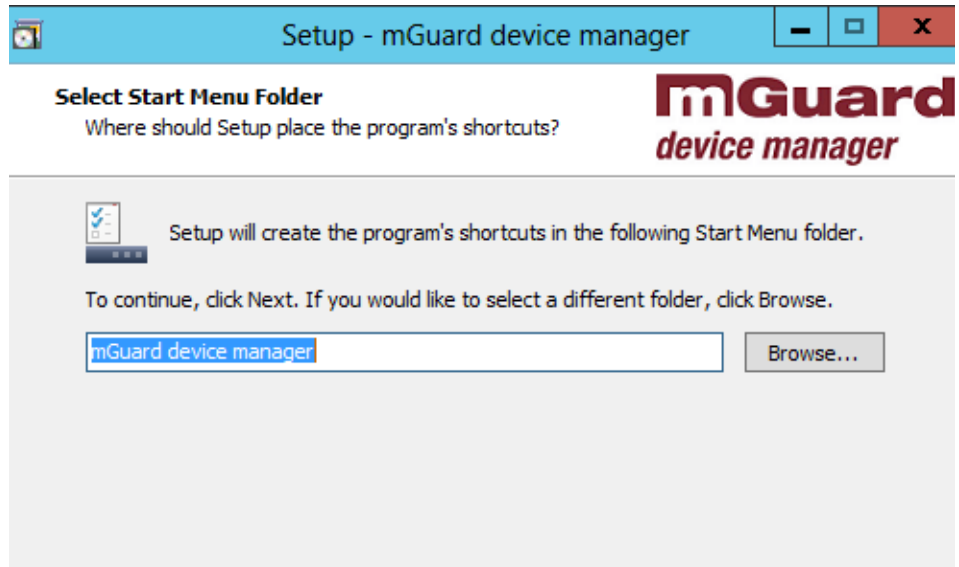 Setup - mGuard device manager
Select Start Menu Folder
Where should Setup place the program's shortcuts?
mGuard
device manager
Setup will create the program's shortcuts in the following Start Menu folder.
To continue, click Next. If you would like to select a different folder, click Browse.
mGuard device manager
Browse...